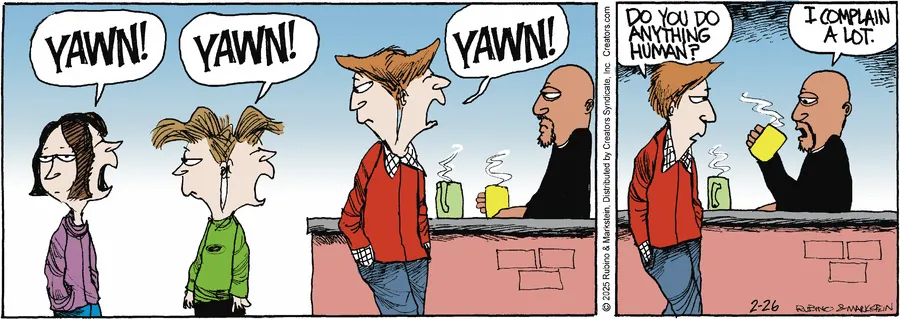 YAWN!
YAWN!
YAWN!
© 2025 Rubino & Markstein, Distributed by Creators Syndicate, Inc Creators.com
DO YOU DO
ANYTHING
HUMAN?
I COMPLAIN
A LOT.
2-26
RUBINO & MARKSTEIN